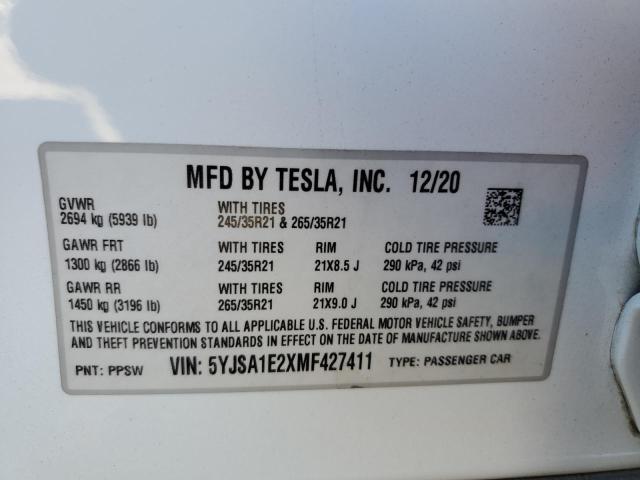 MFD BY TESLA, INC. 12/20
GVWR WITH TIRES
2694 kg (5939 lb) 245/35R21 & 265/35R21
GAWR FRT WITH TIRES RIM COLD TIRE PRESSURE
1300 kg (2866 lb) 245/35R21 21X8.5 J 290 kPa, 42 psi
GAWR RR WITH TIRES RIM COLD TIRE PRESSURE
1450 kg (3196 lb) 265/35R21 21X9.0 J 290 kPa, 42 psi
THIS VEHICLE CONFORMS TO ALL APPLICABLE U.S. FEDERAL MOTOR VEHICLE SAFETY, BUMPER
AND THEFT PREVENTION STANDARDS IN EFFECT ON THE DATE OF MANUFACTURE SHOWN ABOVE.
PNT: PPSW VIN: 5YJSA1E2XMF427411 TYPE: PASSENGER CAR